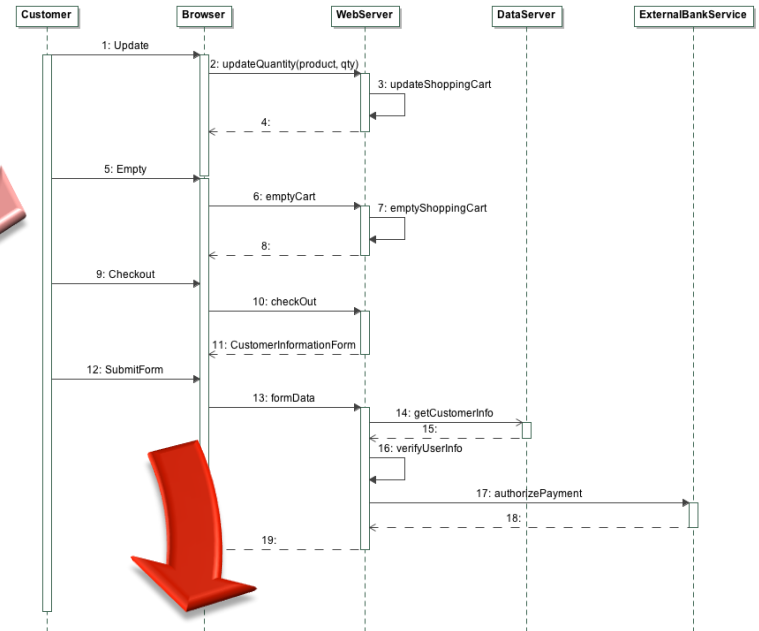 Customer
Browser
WebServer
DataServer
ExternalBankService
1: Update
2: updateQuantity(product, qty)
3: updateShoppingCart
4:
5: Empty
6: emptyCart
7: emptyShoppingCart
8:
9: Checkout
10: checkOut
11: CustomerInformationForm
12: SubmitForm
13: formData
14: getCustomerInfo
15:
16: verifyUserInfo
17: authorizePayment
18:
19: